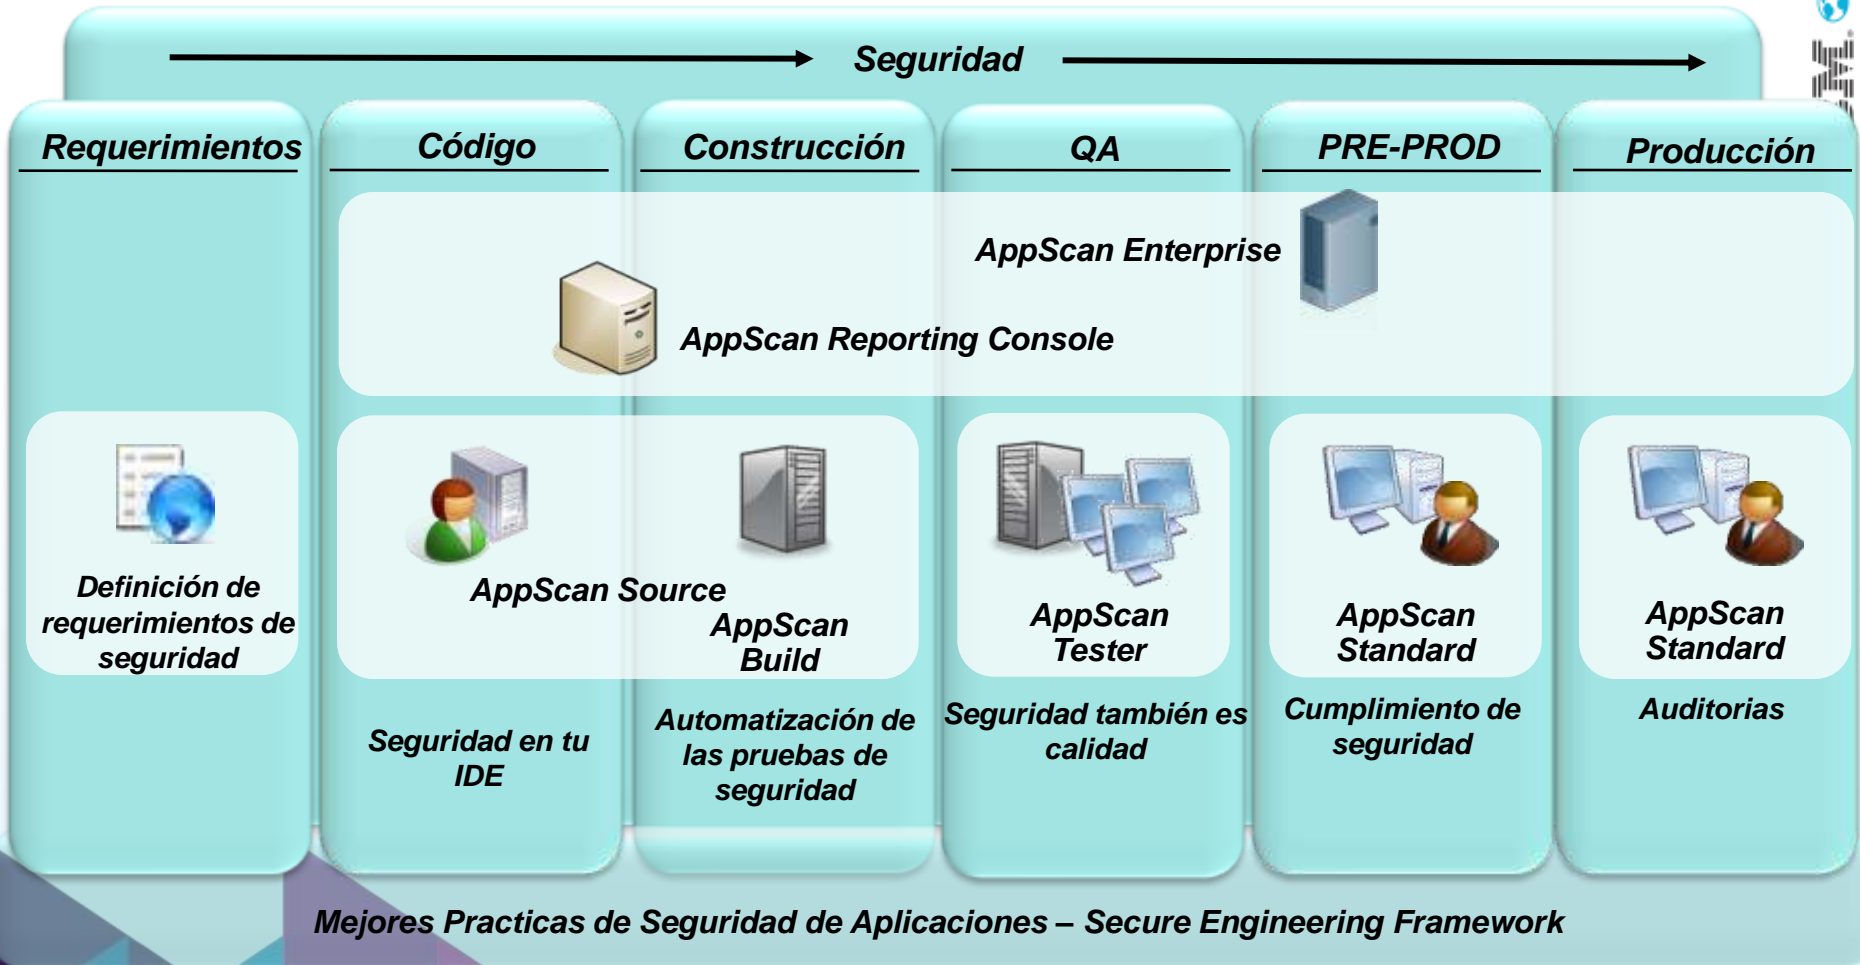 Seguridad
Requerimientos
Código
Construcción
QA
PRE-PROD
Producción
AppScan Enterprise
AppScan Reporting Console
Definición de
requerimientos de
seguridad
AppScan Source
AppScan
Build
AppScan
Tester
AppScan
Standard
AppScan
Standard
Seguridad en tu
IDE
Automatización de
las pruebas de
seguridad
Seguridad también es
calidad
Cumplimiento de
seguridad
Auditorias
Mejores Practicas de Seguridad de Aplicaciones – Secure Engineering Framework